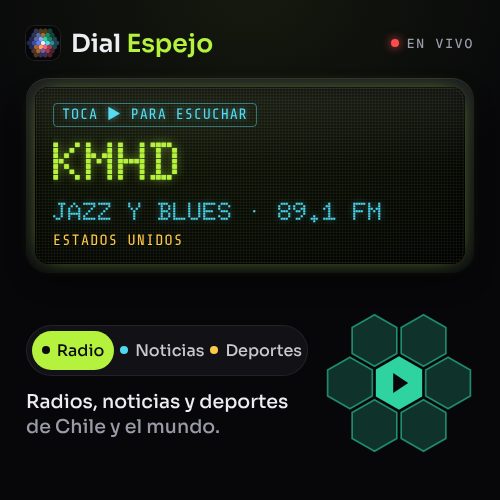 Dial Espejo
EN VIVO
TOCA ▶ PARA ESCUCHAR
KMHD
JAZZ Y BLUES · 89.1 FM
ESTADOS UNIDOS
Radio Noticias Deportes
Radios, noticias y deportes
de Chile y el mundo.